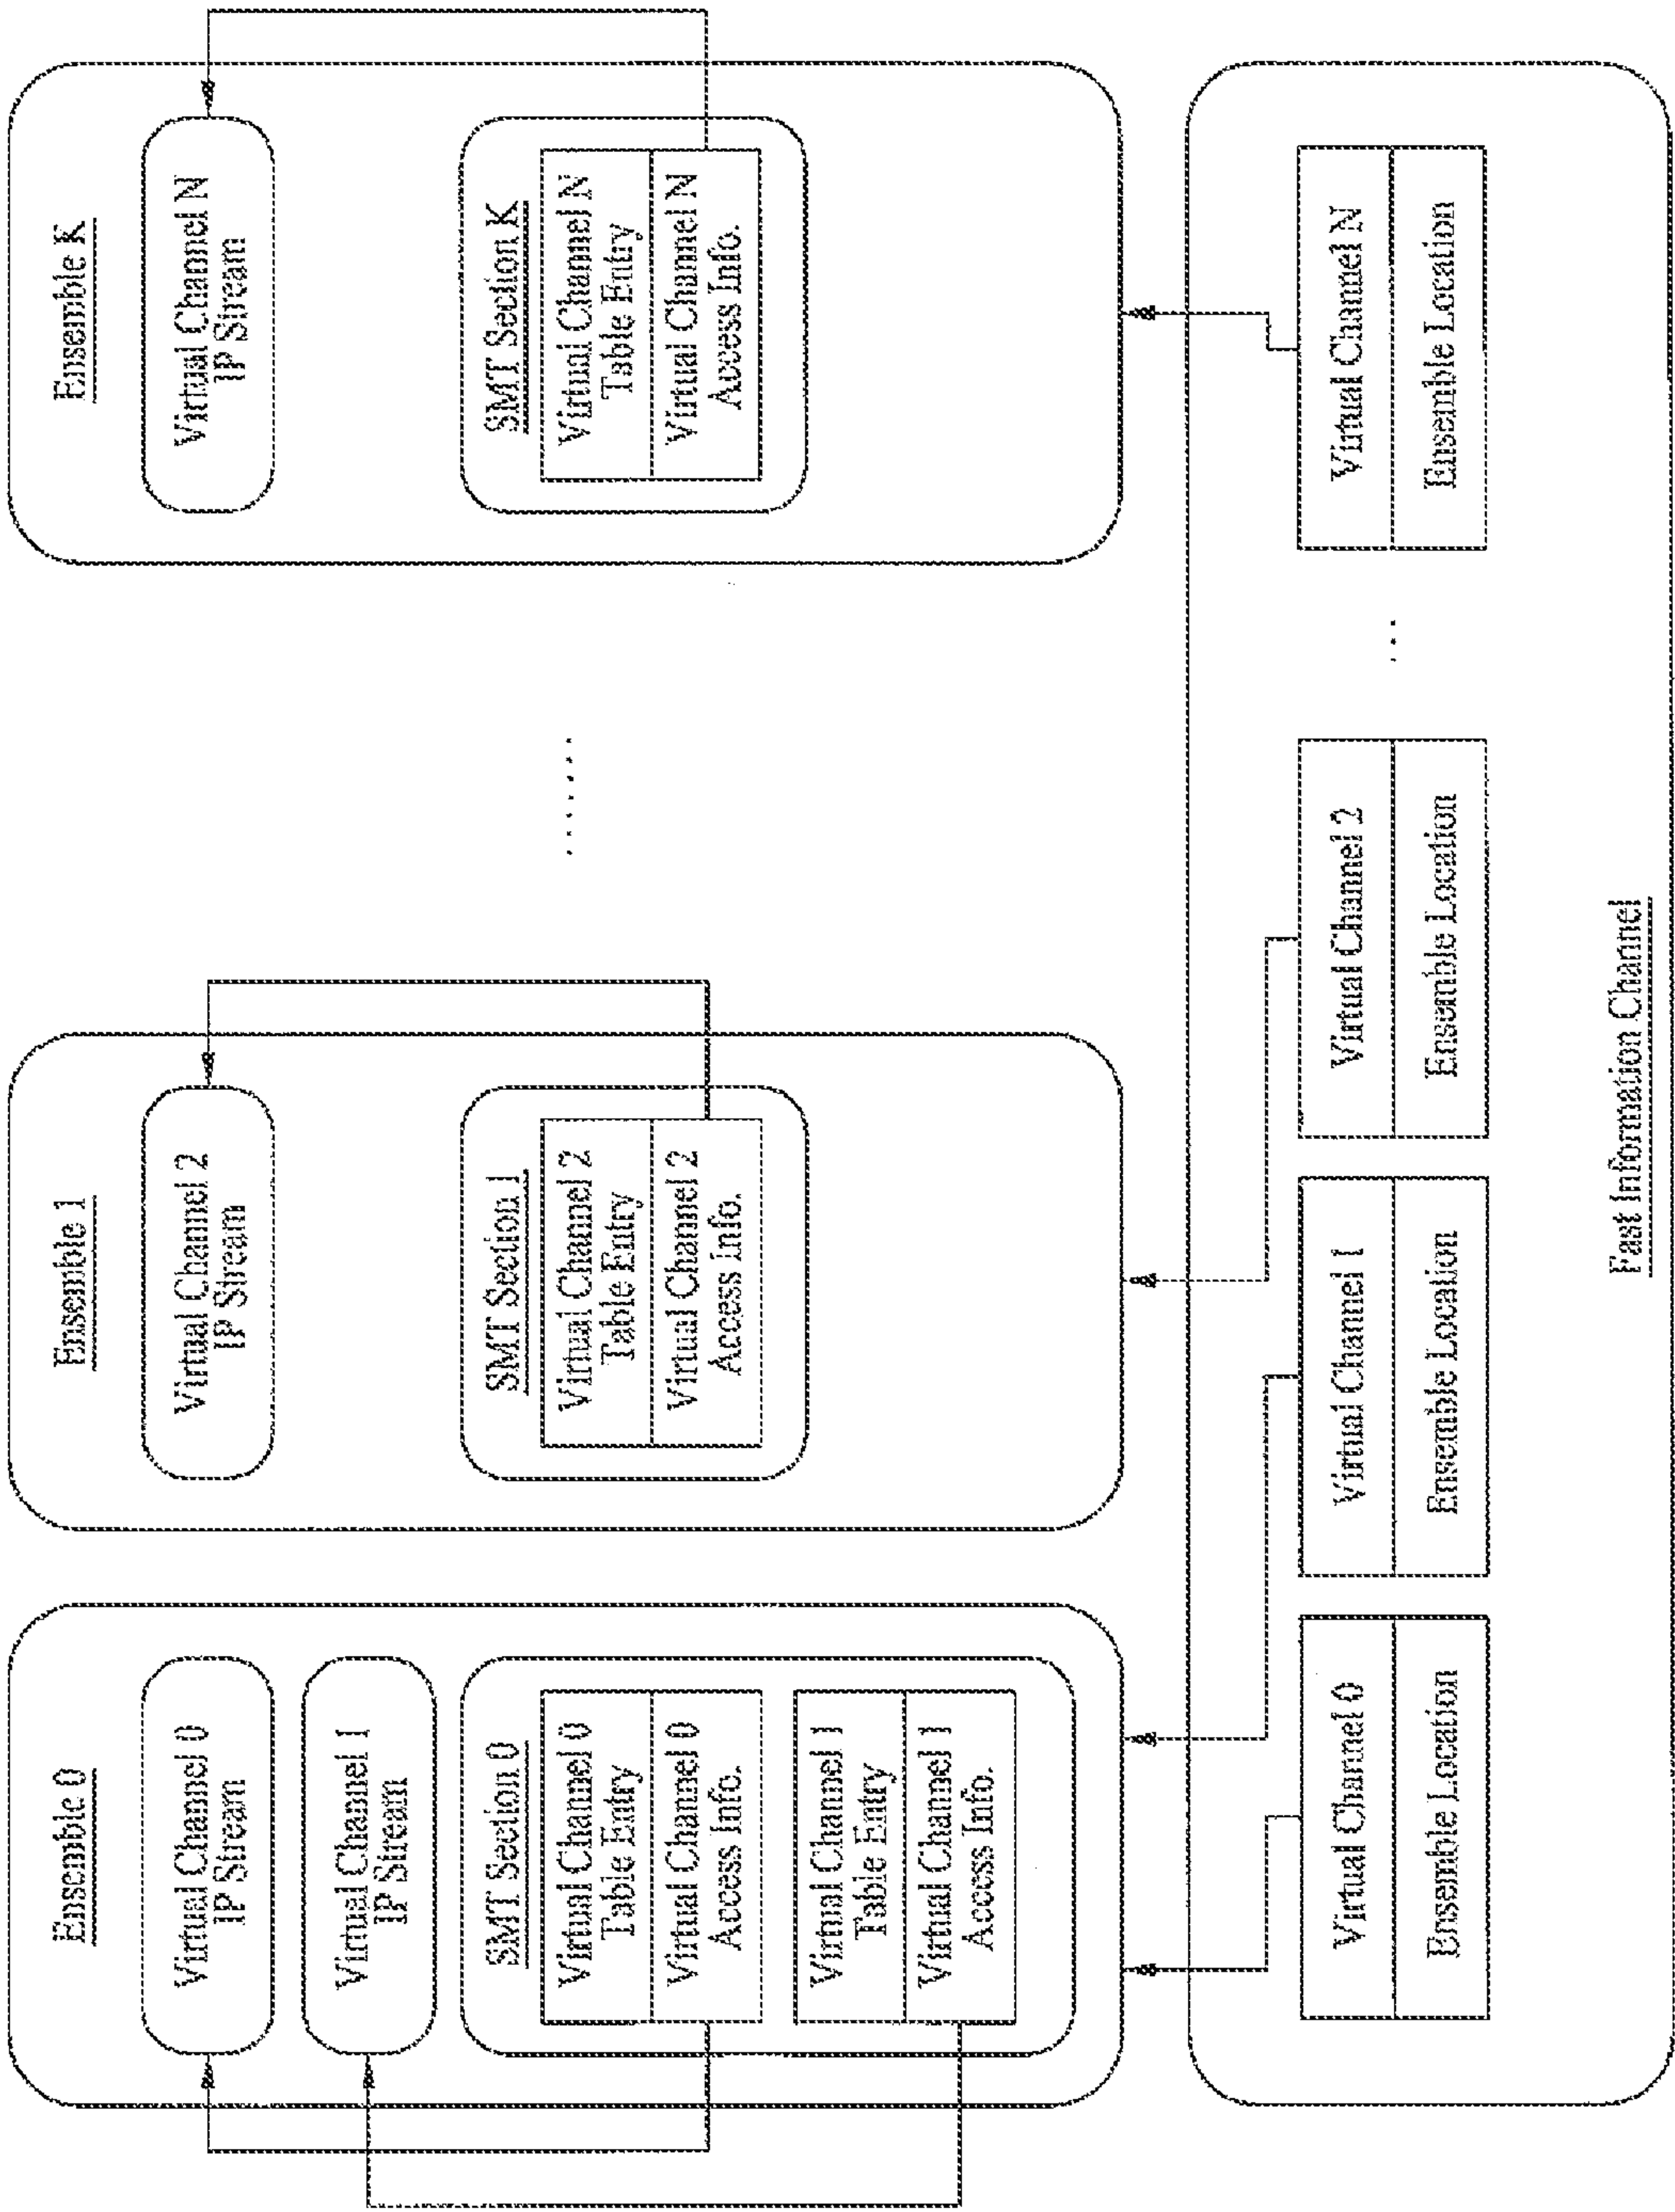 Ensemble 0
Virtual Channel 0
IP Stream
Virtual Channel 1
IP Stream
SMT Section 0
Virtual Channel 0
Table Entry
Virtual Channel 0
Access Info.
Virtual Channel 1
Table Entry
Virtual Channel 1
Access Info.
Ensemble 1
Virtual Channel 2
IP Stream
SMT Section 1
Virtual Channel 2
Table Entry
Virtual Channel 2
Access Info.
.......
Ensemble K
Virtual Channel N
IP Stream
SMT Section K
Virtual Channel N
Table Entry
Virtual Channel N
Access Info.
Virtual Channel 0
Ensemble Location
Virtual Channel 1
Ensemble Location
Virtual Channel 2
Ensemble Location
...
Virtual Channel N
Ensemble Location
Fast Information Channel